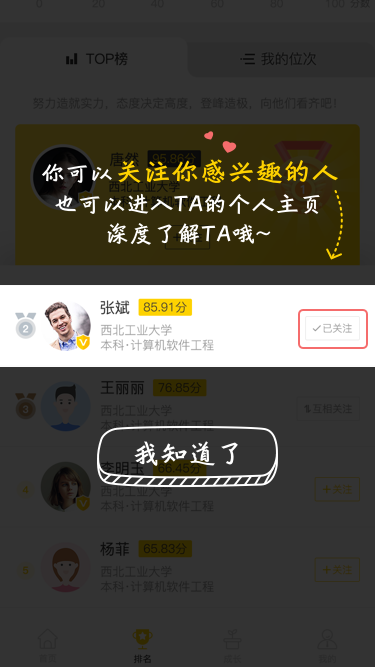 0 20 40 60 80 100 分数
TOP榜
我的位次
努力造就实力，态度决定高度，登峰造极，向他们看齐吧！
唐然 95.86分
你可以关注你感兴趣的人
西北工业大学
也可以进入TA的个人主页
深度了解TA哦~
2
张斌 85.91分
西北工业大学
本科·计算机软件工程
已关注
3
王丽丽 76.85分
西北工业大学
本科·计算机软件工程
互相关注
我知道了
4
李明玉 66.45分
西北工业大学
本科·计算机软件工程
+关注
5
杨菲 65.83分
西北工业大学
本科·计算机软件工程
+关注
首页
排名
我的